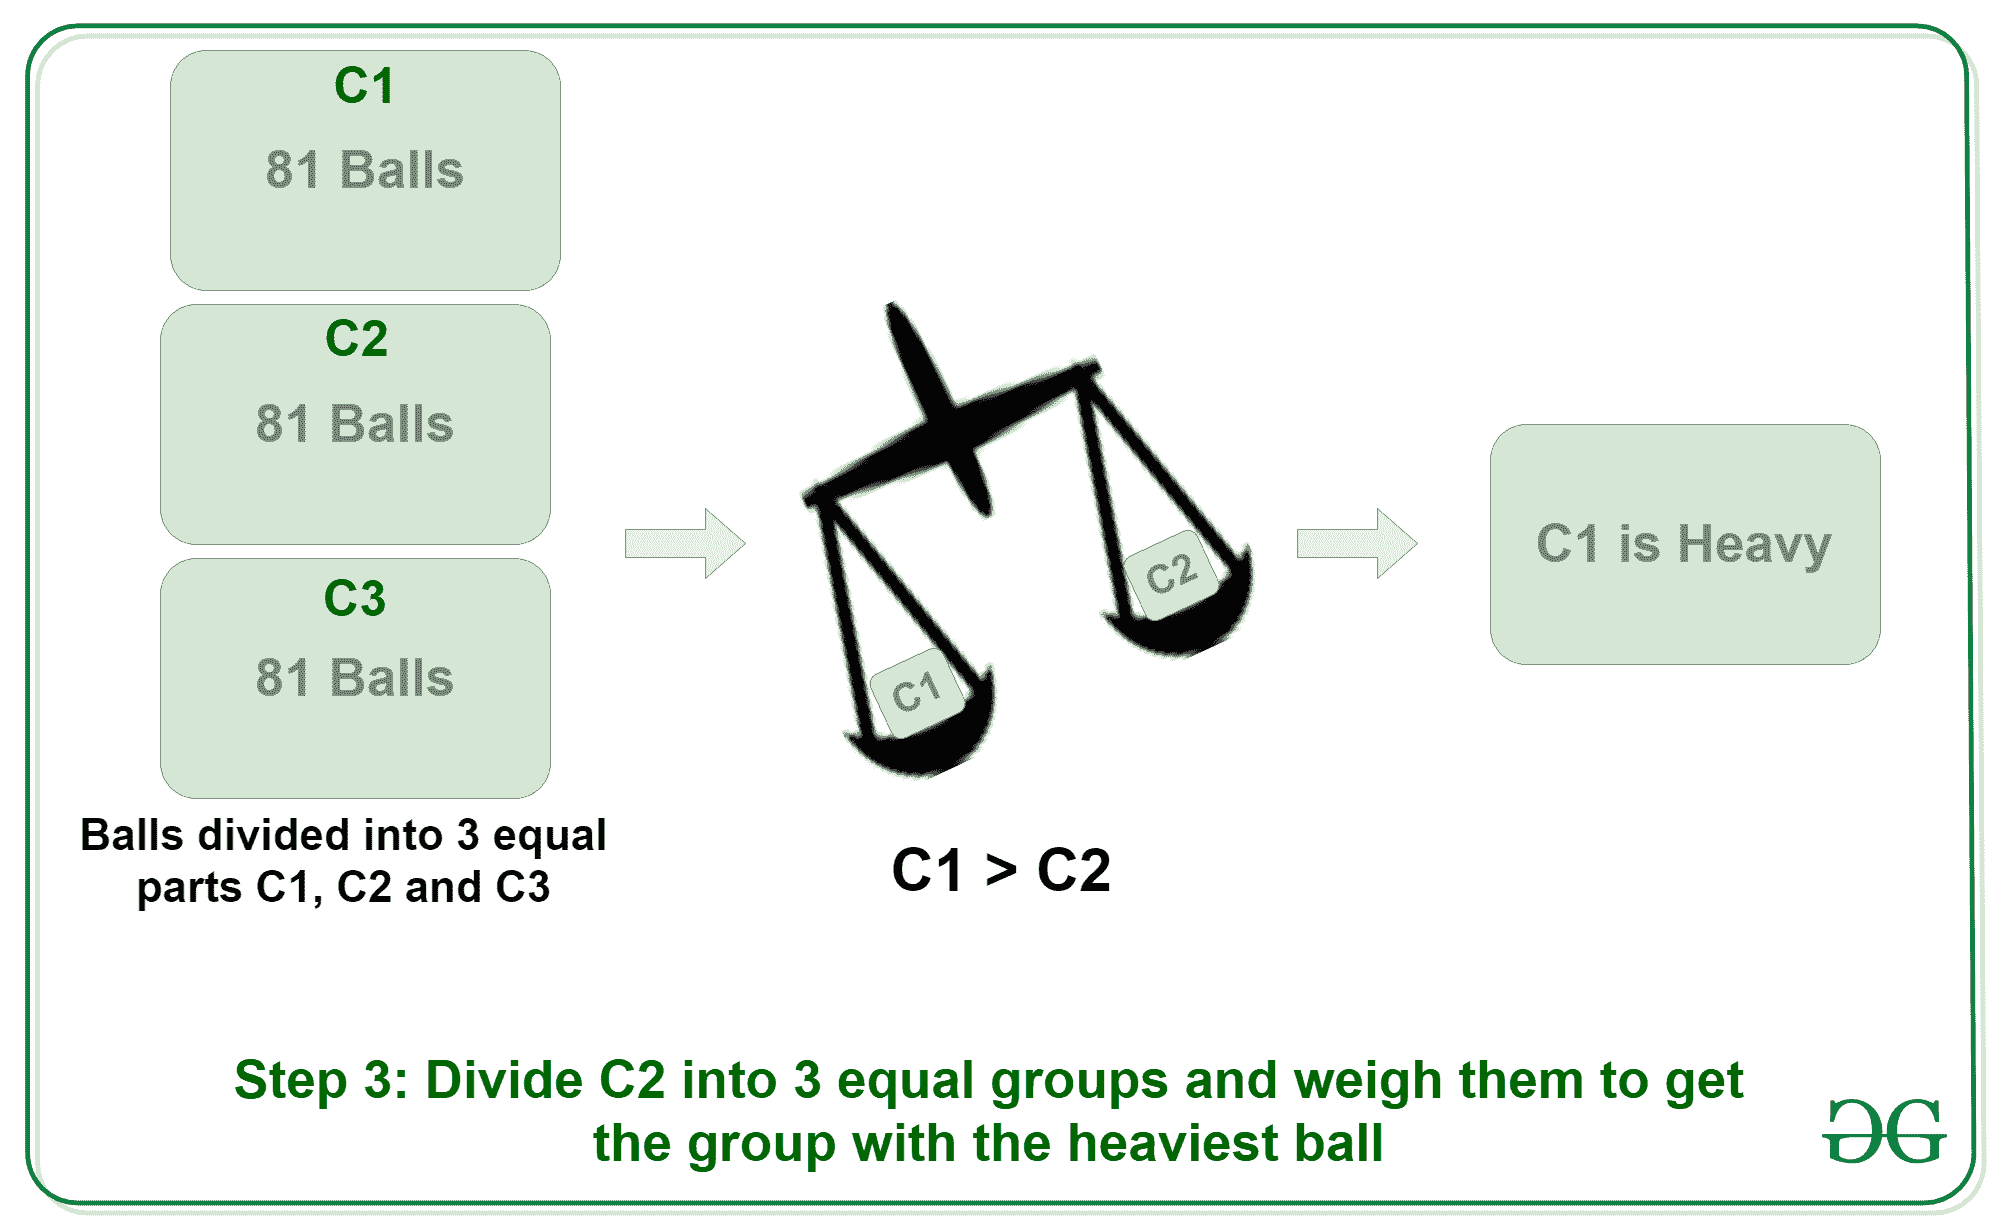 C1
81 Balls
C2
81 Balls
C3
81 Balls
Balls divided into 3 equal
parts C1, C2 and C3
C1
C2
C1 > C2
C1 is Heavy
Step 3: Divide C2 into 3 equal groups and weigh them to get
the group with the heaviest ball